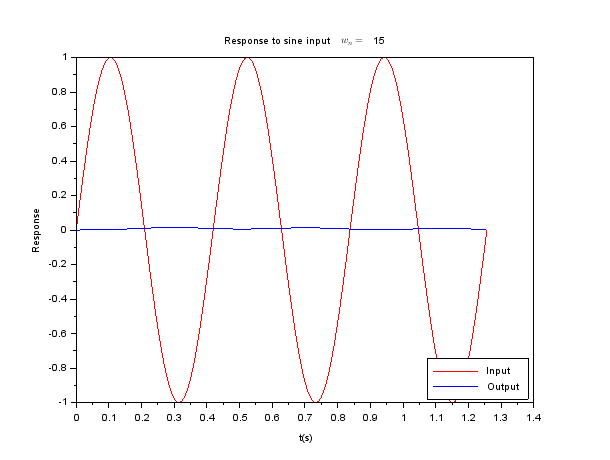 Response to sine input w_n = 15
1
0.8
0.6
0.4
0.2
0
-0.2
-0.4
-0.6
-0.8
-1
Response
0 0.1 0.2 0.3 0.4 0.5 0.6 0.7 0.8 0.9 1 1.1 1.2 1.3 1.4
t(s)
Input
Output